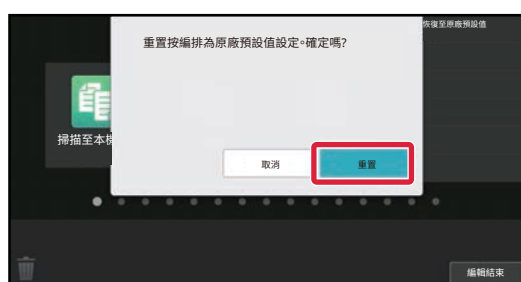 恢復至原廠預設值
重置按編排為原廠預設值設定。確定嗎?
掃描至本機
取消
重置
編輯結束